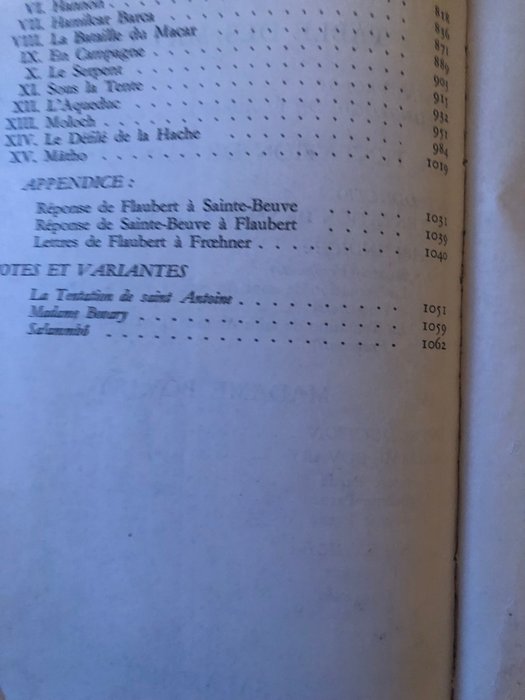 VI. Hannon . . . . . . . . . . . . . 818
VII. Hamilcar Barca . . . . . . . . . . . . . 836
VIII. La Bataille du Macar . . . . . . . . . . . . . 871
IX. En Campagne . . . . . . . . . . . . . 889
X. Le Serpent . . . . . . . . . . . . . 901
XI. Sous la Tente . . . . . . . . . . . . . 915
XII. L'Aqueduc . . . . . . . . . . . . . 932
XIII. Moloch . . . . . . . . . . . . . 951
XIV. Le Défilé de la Hache . . . . . . . . . . 984
XV. Mâtho . . . . . . . . . . . . . 1019
APPENDICE :
Réponse de Flaubert à Sainte-Beuve . . . . . 1031
Réponse de Sainte-Beuve à Flaubert . . . . . 1039
Lettres de Flaubert à Frœhner . . . . . . . . 1040
OTES ET VARIANTES
La Tentation de saint Antoine . . . . . . . . . 1051
Madame Bovary . . . . . . . . . . . . . 1059
Salammbô . . . . . . . . . . . . . 1062